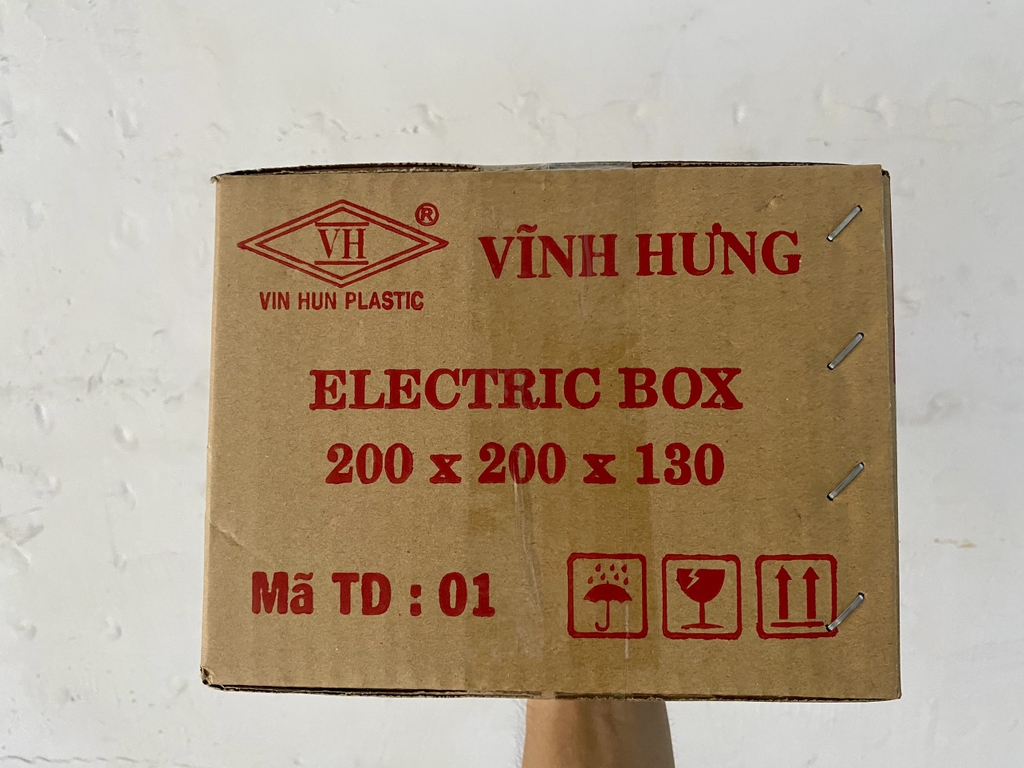 VH ®
VIN HUN PLASTIC
VĨNH HƯNG
ELECTRIC BOX
200 x 200 x 130
Mã TD : 01